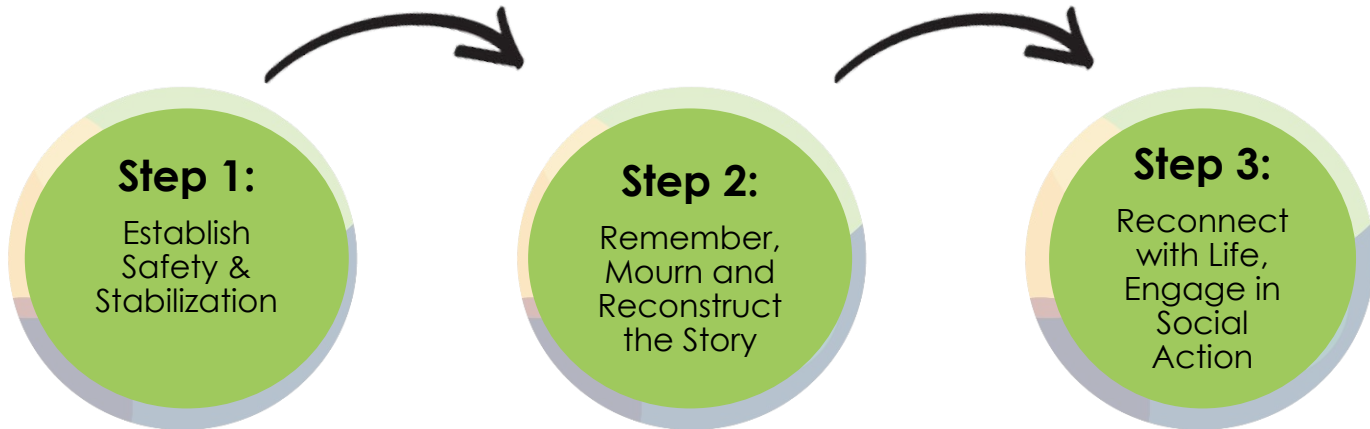 Step 1:
Establish
Safety &
Stabilization
Step 2:
Remember,
Mourn and
Reconstruct
the Story
Step 3:
Reconnect
with Life,
Engage in
Social
Action